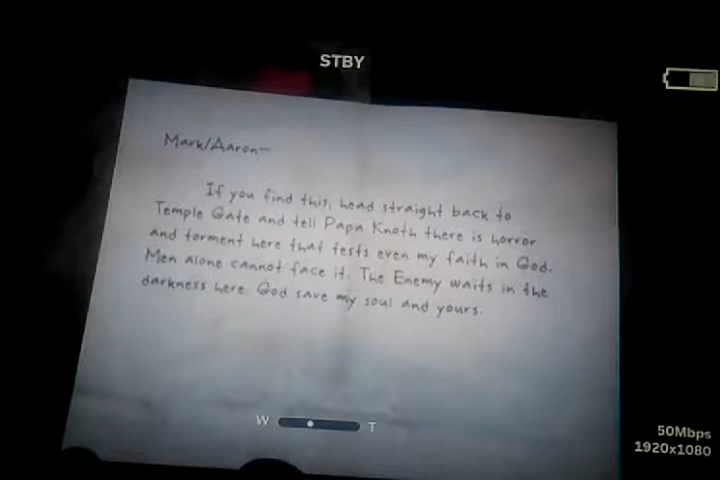 STBY
Mark/Aaron-
If you find this, head straight back to
Temple Gate and tell Papa Knoth there is horror
and torment here that tests even my faith in God.
Men alone cannot face it. The Enemy waits in the
darkness here. God save my soul and yours.
W T
50Mbps
1920x1080